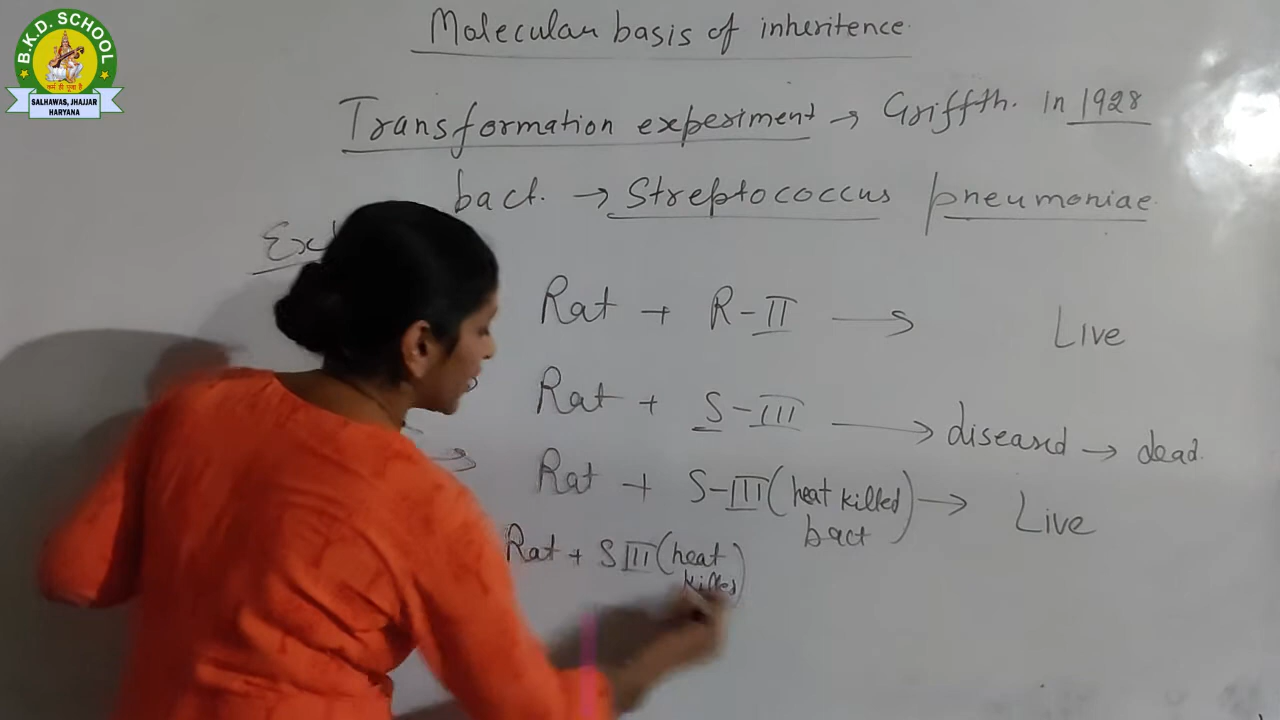 B.K.D. SCHOOL
कर्म ही पूजा है
SALHAWAS, JHAJJAR
HARYANA
Molecular basis of inheritence
Transformation experiment → Griffth. In 1928
bact. → Streptococcus pneumoniae
Rat + R-II → Live
Rat + S-III → diseased → dead.
Rat + S-III (heat killed) → Live
bact
Rat + S III (heat
killed)